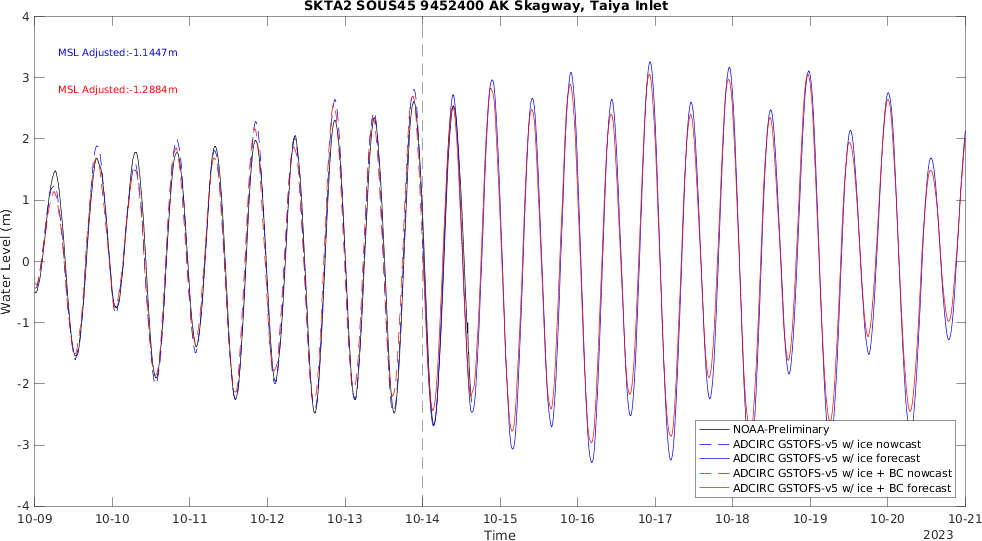 SKTA2 SOUS45 9452400 AK Skagway, Taiya Inlet
4
3
2
1
0
-1
-2
-3
-4
Water Level (m)
MSL Adjusted:-1.1447m
MSL Adjusted:-1.2884m
NOAA-Preliminary
ADCIRC GSTOFS-v5 w/ ice nowcast
ADCIRC GSTOFS-v5 w/ ice forecast
ADCIRC GSTOFS-v5 w/ ice + BC nowcast
ADCIRC GSTOFS-v5 w/ ice + BC forecast
10-09 10-10 10-11 10-12 10-13 10-14 10-15 10-16 10-17 10-18 10-19 10-20 10-21
Time
2023